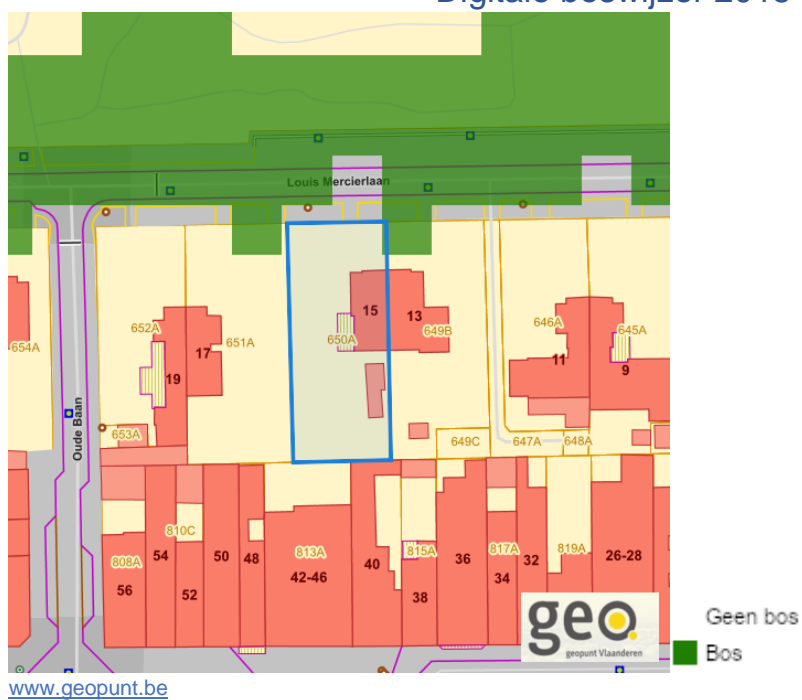 Louis Mercierlaan
15
13
652A
654A
651A
650A
649B
646A
645A
17
19
11
9
Oude Baan
653A
649C
647A
648A
810C
808A
54
56
52
50
48
813A
42-46
40
815A
38
36
817A
34
32
819A
26-28
geo
geopunt Vlaanderen
Geen bos
Bos
www.geopunt.be